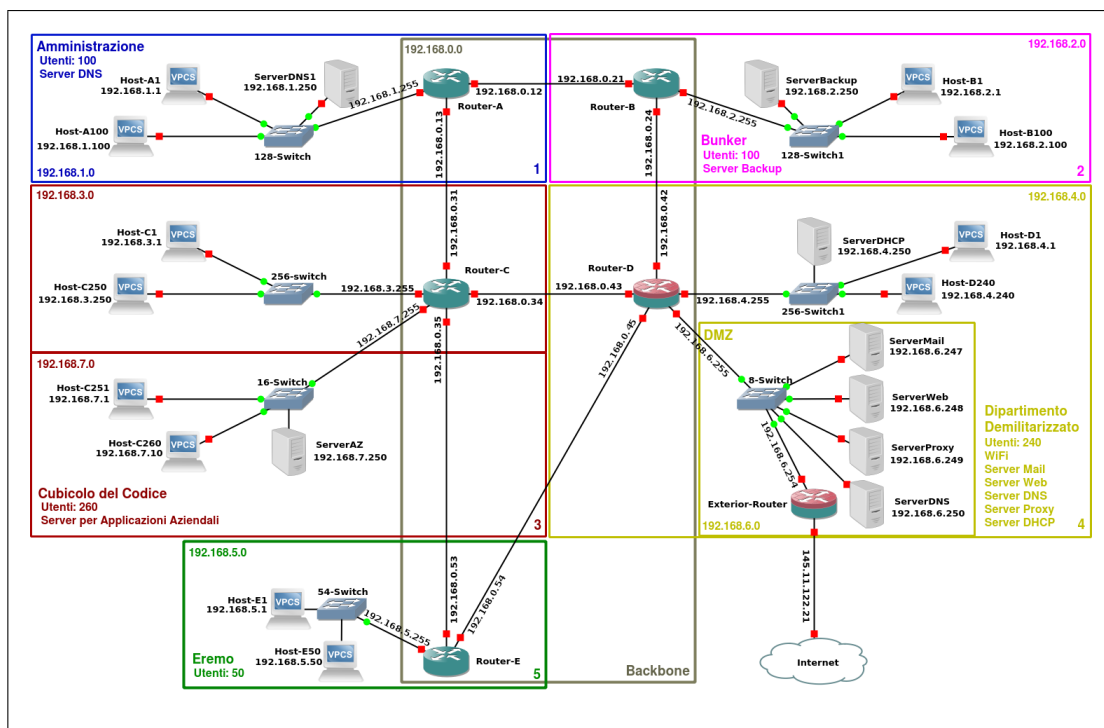 Amministrazione
Utenti: 100
Server DNS
Host-A1
192.168.1.1
VPCS
ServerDNS1
192.168.1.250
VPCS
Host-A100
192.168.1.100
128-Switch
192.168.1.255
192.168.1.0
1
192.168.0.0
Router-A
192.168.0.12
192.168.0.13
192.168.0.21
Router-B
192.168.0.24
192.168.2.255
192.168.2.0
ServerBackup
192.168.2.250
VPCS
Host-B1
192.168.2.1
VPCS
Host-B100
192.168.2.100
128-Switch1
Bunker
Utenti: 100
Server Backup
2
192.168.3.0
Host-C1
192.168.3.1
VPCS
Host-C250
192.168.3.250
VPCS
256-switch
192.168.3.255
192.168.0.31
Router-C
192.168.0.34
192.168.0.35
192.168.7.255
192.168.7.0
Host-C251
192.168.7.1
VPCS
Host-C260
192.168.7.10
VPCS
16-Switch
ServerAZ
192.168.7.250
Cubicolo del Codice
Utenti: 260
Server per Applicazioni Aziendali
3
192.168.4.0
192.168.0.42
Router-D
192.168.0.43
192.168.0.45
192.168.4.255
192.168.6.255
ServerDHCP
192.168.4.250
VPCS
Host-D1
192.168.4.1
VPCS
Host-D240
192.168.4.240
256-Switch1
DMZ
8-Switch
ServerMail
192.168.6.247
ServerWeb
192.168.6.248
ServerProxy
192.168.6.249
ServerDNS
192.168.6.250
192.168.6.254
Exterior-Router
192.168.6.0
145.11.122.21
Internet
Dipartimento
Demilitarizzato
Utenti: 240
WiFi
Server Mail
Server Web
Server DNS
Server Proxy
Server DHCP
4
192.168.5.0
Host-E1
192.168.5.1
VPCS
54-Switch
192.168.5.255
VPCS
Host-E50
192.168.5.50
Eremo
Utenti: 50
5
192.168.0.53
192.168.0.54
Router-E
Backbone